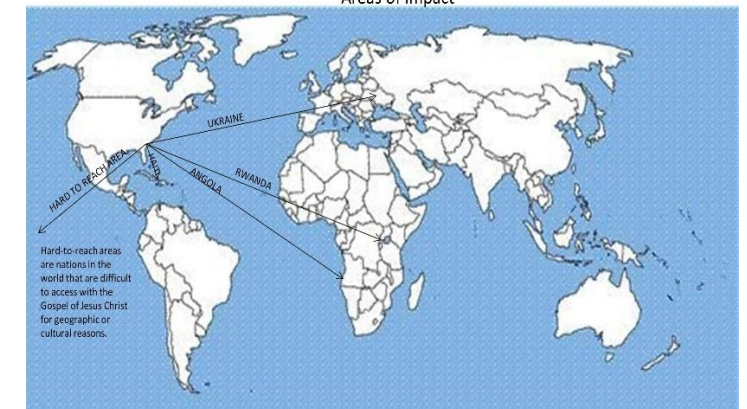 Areas of Impact
UKRAINE
HARD TO REACH AREA
HAITI
RWANDA
ANGOLA
Hard-to-reach areas
are nations in the
world that are difficult
to access with the
Gospel of Jesus Christ
for geographic or
cultural reasons.